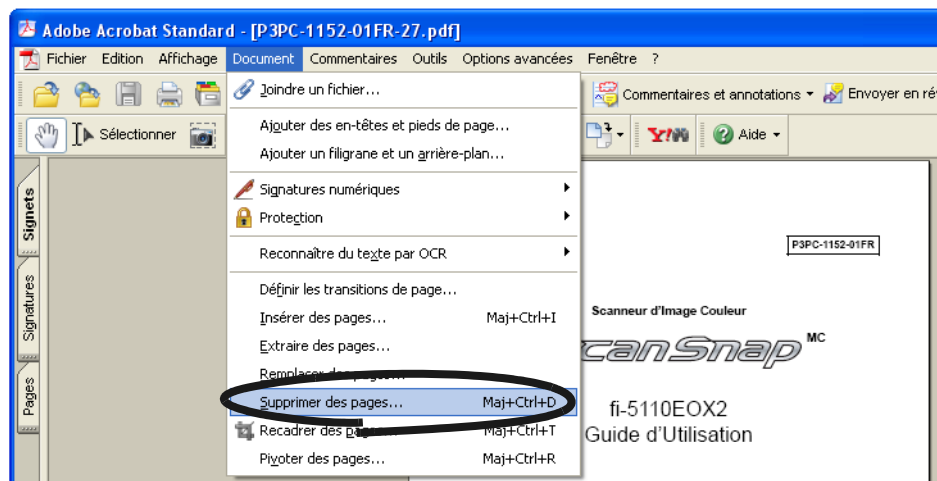 Adobe Acrobat Standard - [P3PC-1152-01FR-27.pdf]
Fichier Edition Affichage Document Commentaires Outils Options avancées Fenêtre ?
Joindre un fichier...
Commentaires et annotations Envoyer en ré
Ajouter des en-têtes et pieds de page...
Sélectionner
Y! Aide
Ajouter un filigrane et un arrière-plan...
Signatures numériques
Protection
Reconnaître du texte par OCR
Définir les transitions de page...
Insérer des pages... Maj+Ctrl+I
Extraire des pages...
Remplacer des pages...
Supprimer des pages... Maj+Ctrl+D
Recadrer des pages... Maj+Ctrl+T
Pivoter des pages... Maj+Ctrl+R
Signets
Signatures
Pages
P3PC-1152-01FR
Scanneur d'Image Couleur
canSnap MC
fi-5110EOX2
Guide d'Utilisation